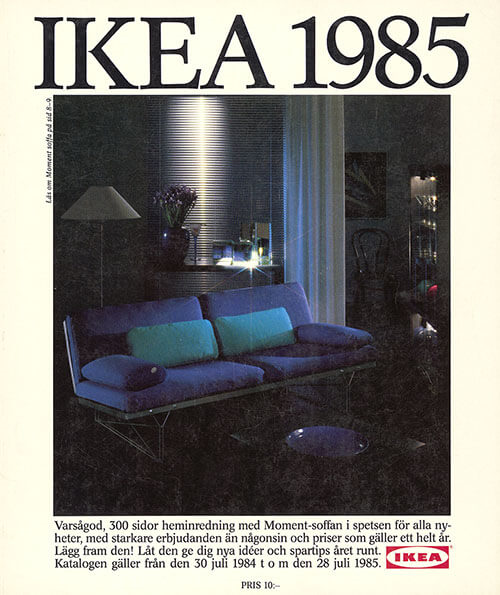 IKEA 1985
Läs om Moment soffa på sid 8-9
Varsågod, 300 sidor heminredning med Moment-soffan i spetsen för alla ny-
heter, med starkare erbjudanden än någonsin och priser som gäller ett helt år.
Lägg fram den! Låt den ge dig nya idéer och spartips året runt.
Katalogen gäller från den 30 juli 1984 t o m den 28 juli 1985.
IKEA
PRIS 10:–